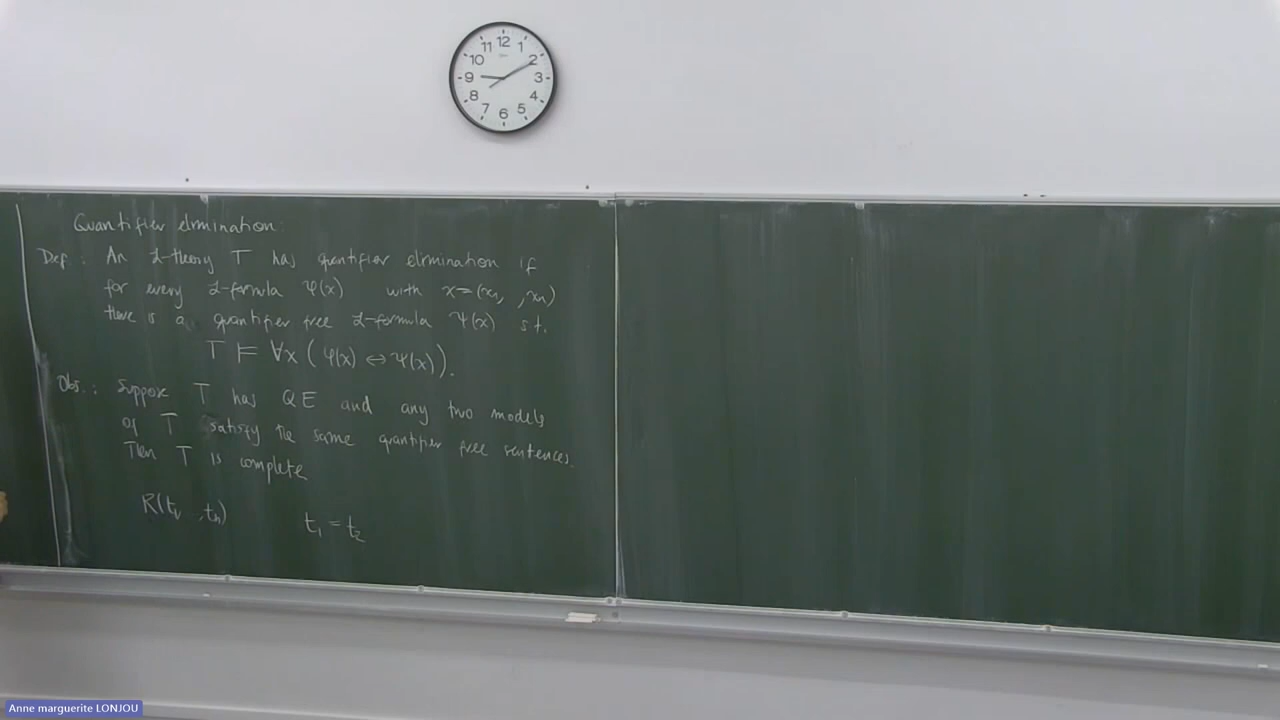 12
11 1
10 2
9 3
8 4
7 5
6
Quantifier elimination:
Def: An L-theory T has quantifier elimination if
for every L-formula φ(x) with x=(x₁, ,xₙ)
there is a quantifier free L-formula ψ(x) st.
T ⊨ ∀x (φ(x) ⇔ ψ(x)).
Obs.: Suppose T has QE and any two models
of T satisfy the same quantifier free sentences.
Then T is complete
R(t₁, ,tₙ) t₁ = t₂
Anne marguerite LONJOU